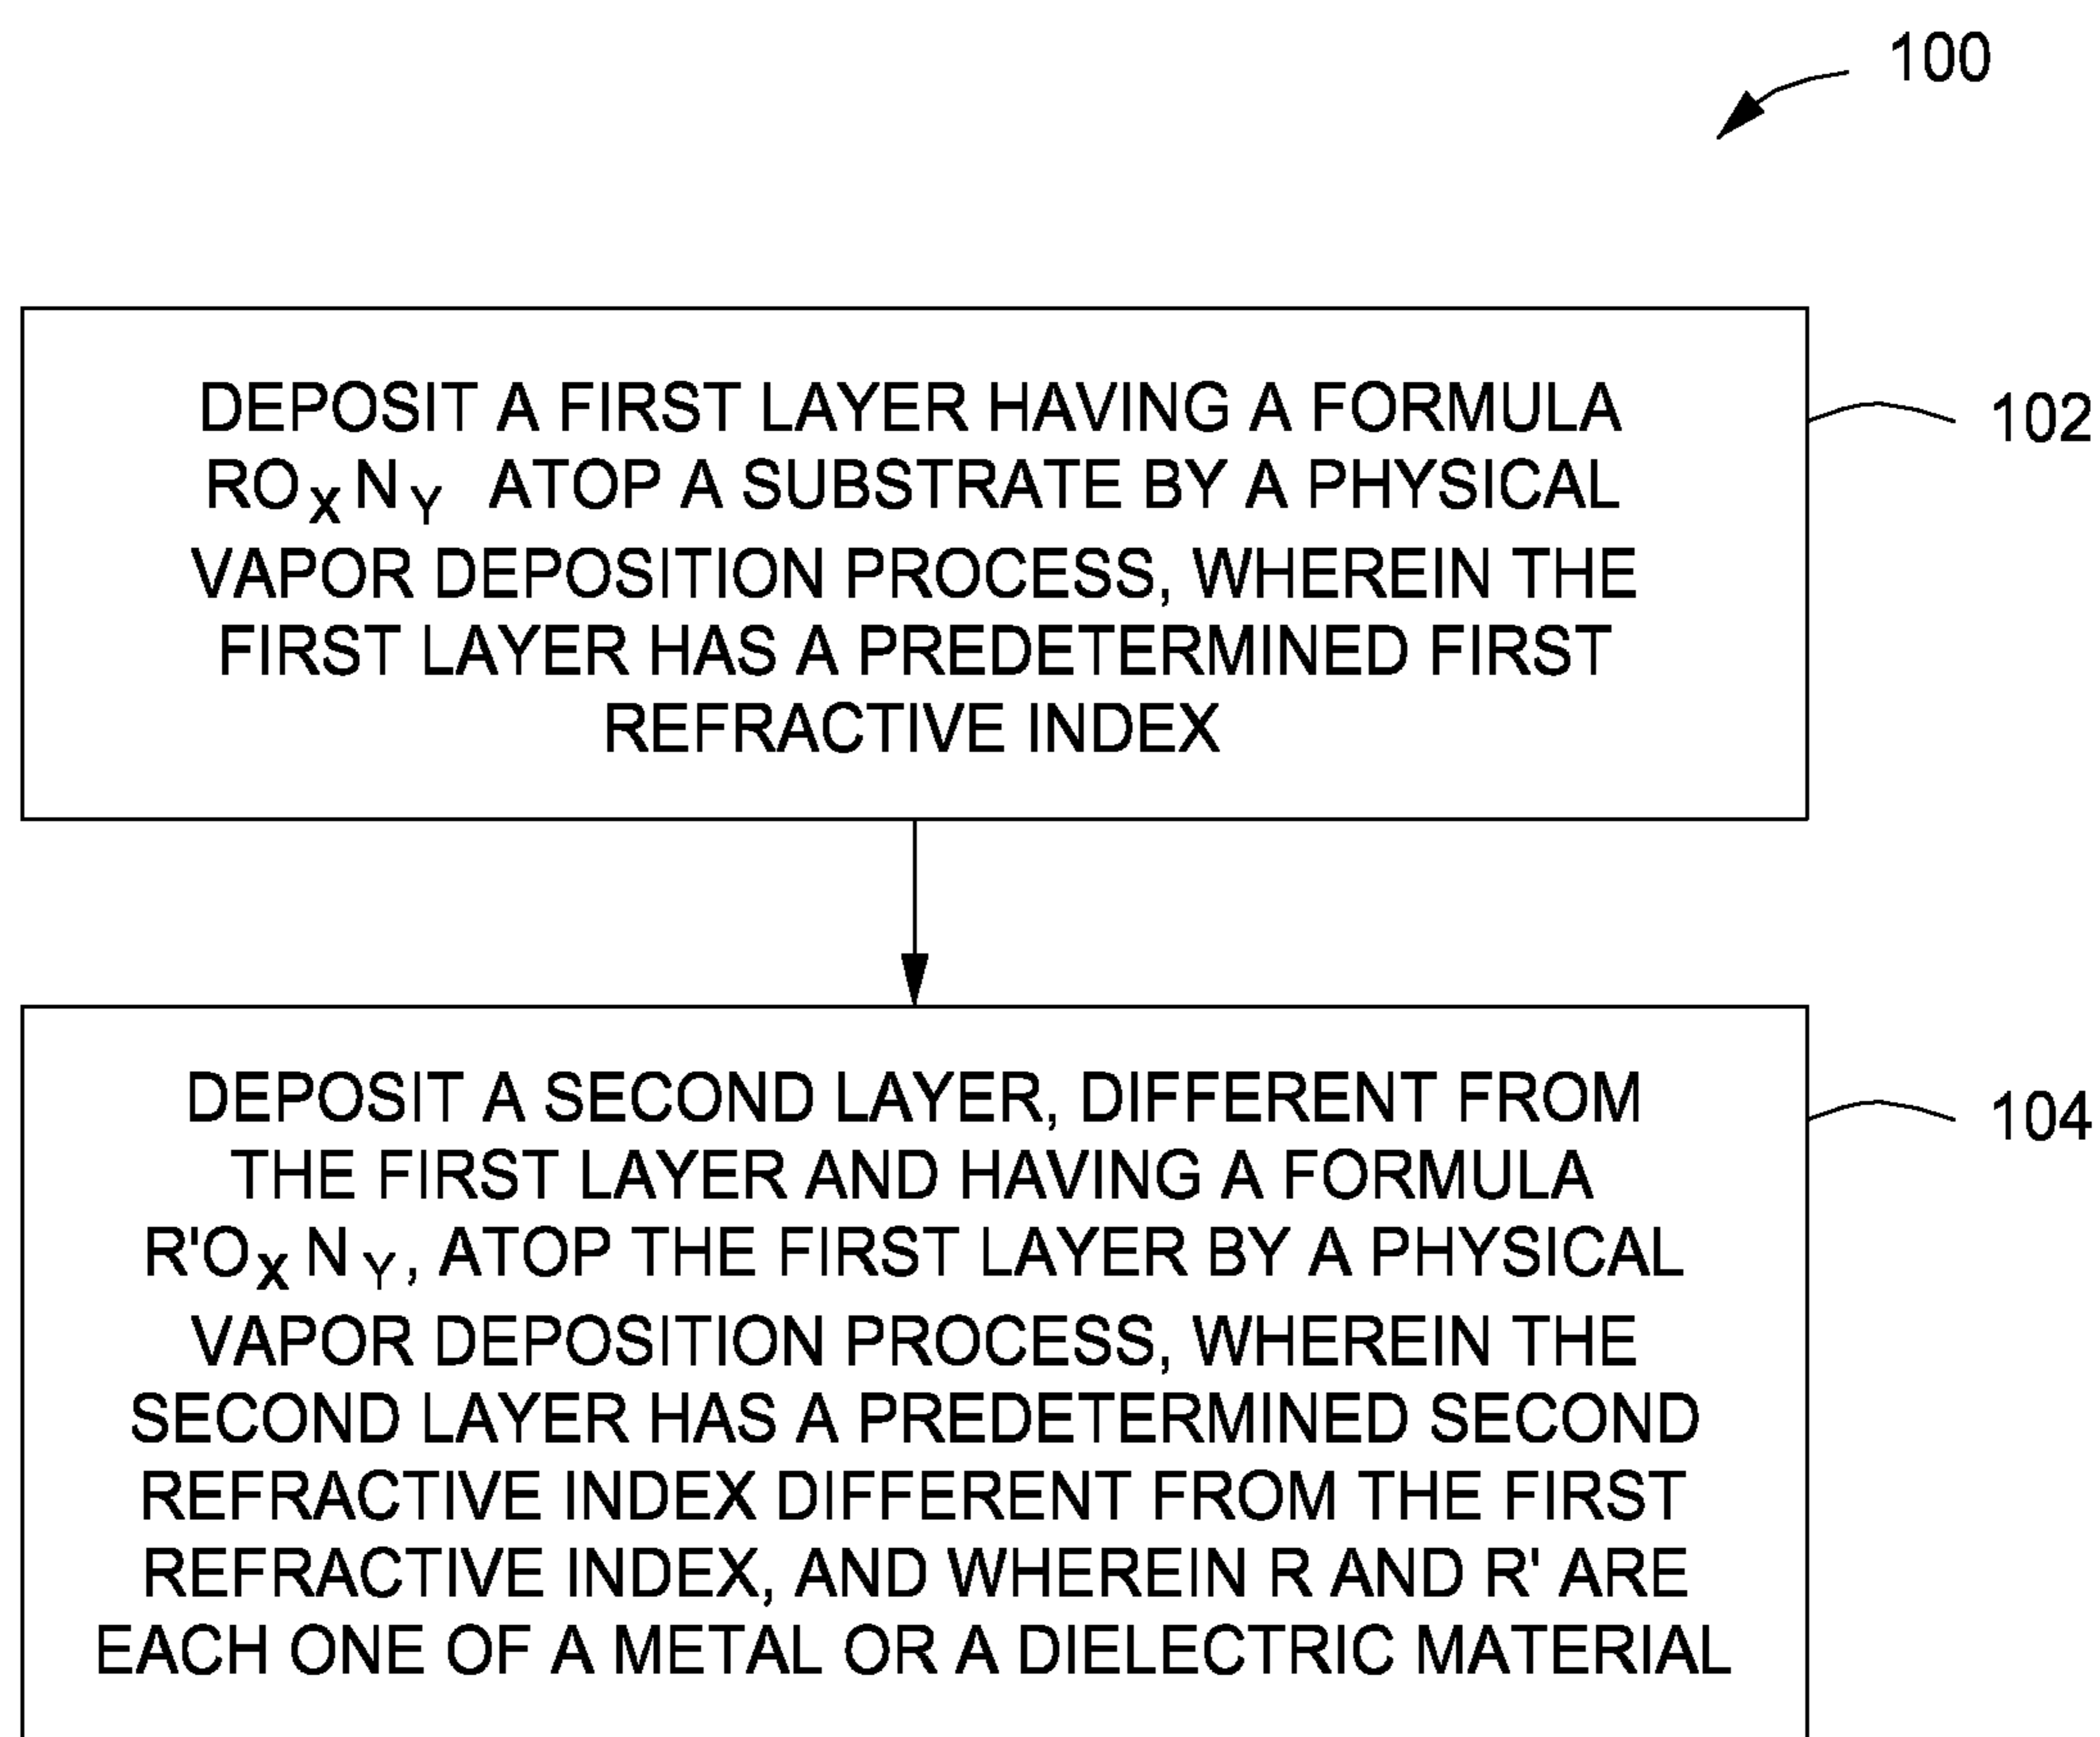 100
DEPOSIT A FIRST LAYER HAVING A FORMULA
ROXNY ATOP A SUBSTRATE BY A PHYSICAL
VAPOR DEPOSITION PROCESS, WHEREIN THE
FIRST LAYER HAS A PREDETERMINED FIRST
REFRACTIVE INDEX
102
DEPOSIT A SECOND LAYER, DIFFERENT FROM
THE FIRST LAYER AND HAVING A FORMULA
R'OXNY, ATOP THE FIRST LAYER BY A PHYSICAL
VAPOR DEPOSITION PROCESS, WHEREIN THE
SECOND LAYER HAS A PREDETERMINED SECOND
REFRACTIVE INDEX DIFFERENT FROM THE FIRST
REFRACTIVE INDEX, AND WHEREIN R AND R' ARE
EACH ONE OF A METAL OR A DIELECTRIC MATERIAL
104